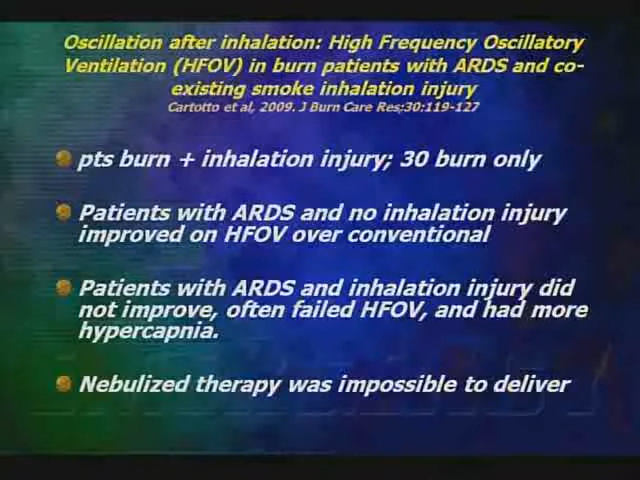 Oscillation after inhalation: High Frequency Oscillatory
Ventilation (HFOV) in burn patients with ARDS and co-
existing smoke inhalation injury
Cartotto et al, 2009. J Burn Care Res;30:119-127
pts burn + inhalation injury; 30 burn only
Patients with ARDS and no inhalation injury
improved on HFOV over conventional
Patients with ARDS and inhalation injury did
not improve, often failed HFOV, and had more
hypercapnia.
Nebulized therapy was impossible to deliver